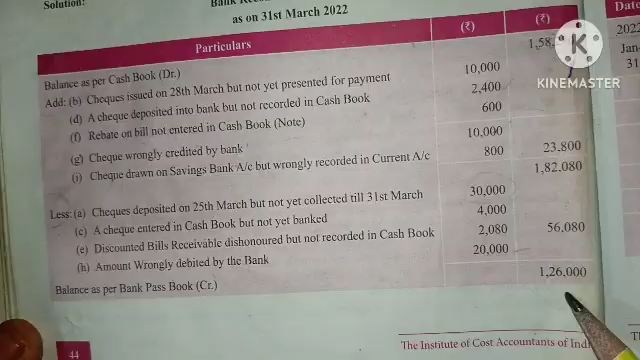 Solution:
Bank
as on 31st March 2022
Particulars (₹) (₹)
Balance as per Cash Book (Dr.) 1,58,
Add: (b) Cheques issued on 28th March but not yet presented for payment 10,000
(d) A cheque deposited into bank but not recorded in Cash Book 2,400
(f) Rebate on bill not entered in Cash Book (Note) 600
(g) Cheque wrongly credited by bank 10,000
(i) Cheque drawn on Savings Bank A/c but wrongly recorded in Current A/c 800 23.800
1,82,080
Less: (a) Cheques deposited on 25th March but not yet collected till 31st March 30,000
(c) A cheque entered in Cash Book but not yet banked 4,000
(e) Discounted Bills Receivable dishonoured but not recorded in Cash Book 2,080 56,080
(h) Amount Wrongly debited by the Bank 20,000
Balance as per Bank Pass Book (Cr.) 1,26,000
44
The Institute of Cost Accountants of
Date
2022
Jan
31
KINEMASTER